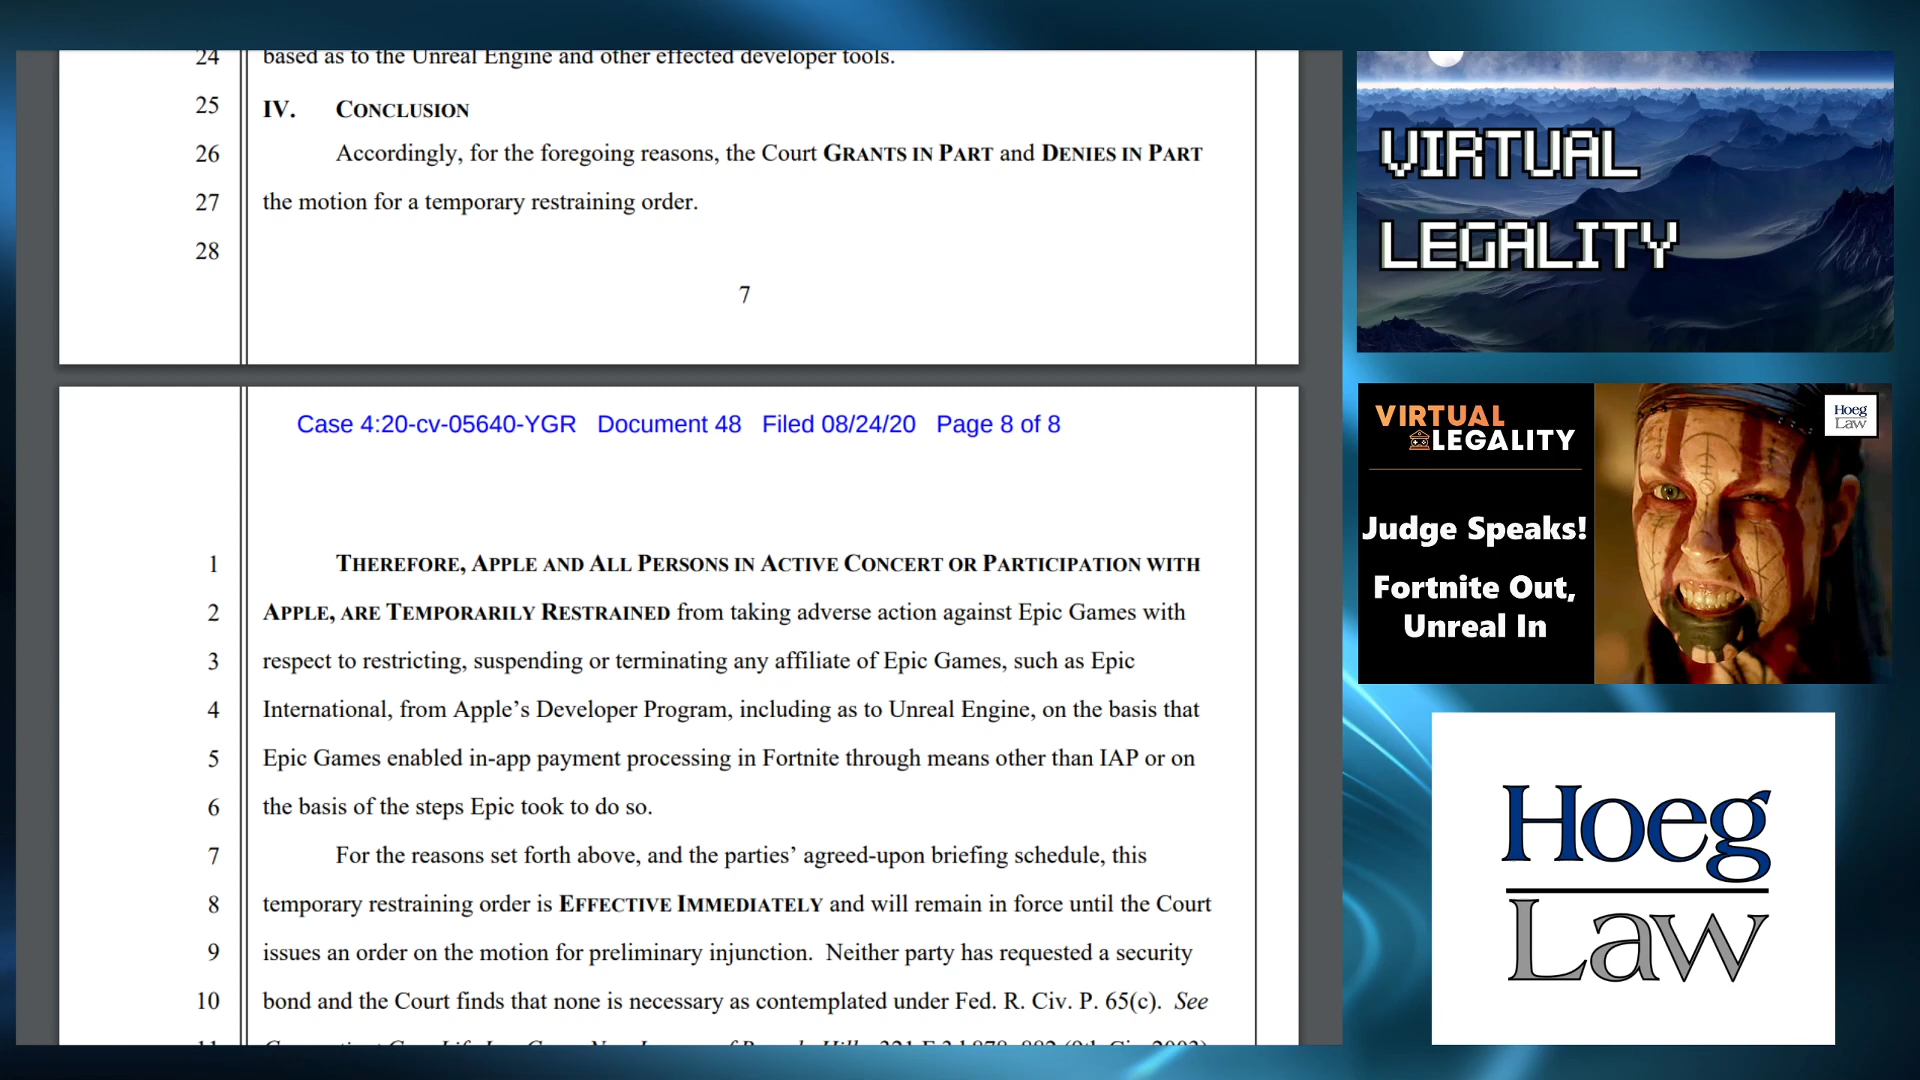 24 based as to the Unreal Engine and other effected developer tools.
25 IV. CONCLUSION
26 Accordingly, for the foregoing reasons, the Court GRANTS IN PART and DENIES IN PART
27 the motion for a temporary restraining order.
28
7
Case 4:20-cv-05640-YGR Document 48 Filed 08/24/20 Page 8 of 8
1 THEREFORE, APPLE AND ALL PERSONS IN ACTIVE CONCERT OR PARTICIPATION WITH
2 APPLE, ARE TEMPORARILY RESTRAINED from taking adverse action against Epic Games with
3 respect to restricting, suspending or terminating any affiliate of Epic Games, such as Epic
4 International, from Apple's Developer Program, including as to Unreal Engine, on the basis that
5 Epic Games enabled in-app payment processing in Fortnite through means other than IAP or on
6 the basis of the steps Epic took to do so.
7 For the reasons set forth above, and the parties' agreed-upon briefing schedule, this
8 temporary restraining order is EFFECTIVE IMMEDIATELY and will remain in force until the Court
9 issues an order on the motion for preliminary injunction. Neither party has requested a security
10 bond and the Court finds that none is necessary as contemplated under Fed. R. Civ. P. 65(c). See
VIRTUAL
LEGALITY
VIRTUAL
LEGALITY
Hoeg
Law
Judge Speaks!
Fortnite Out,
Unreal In
Hoeg
Law